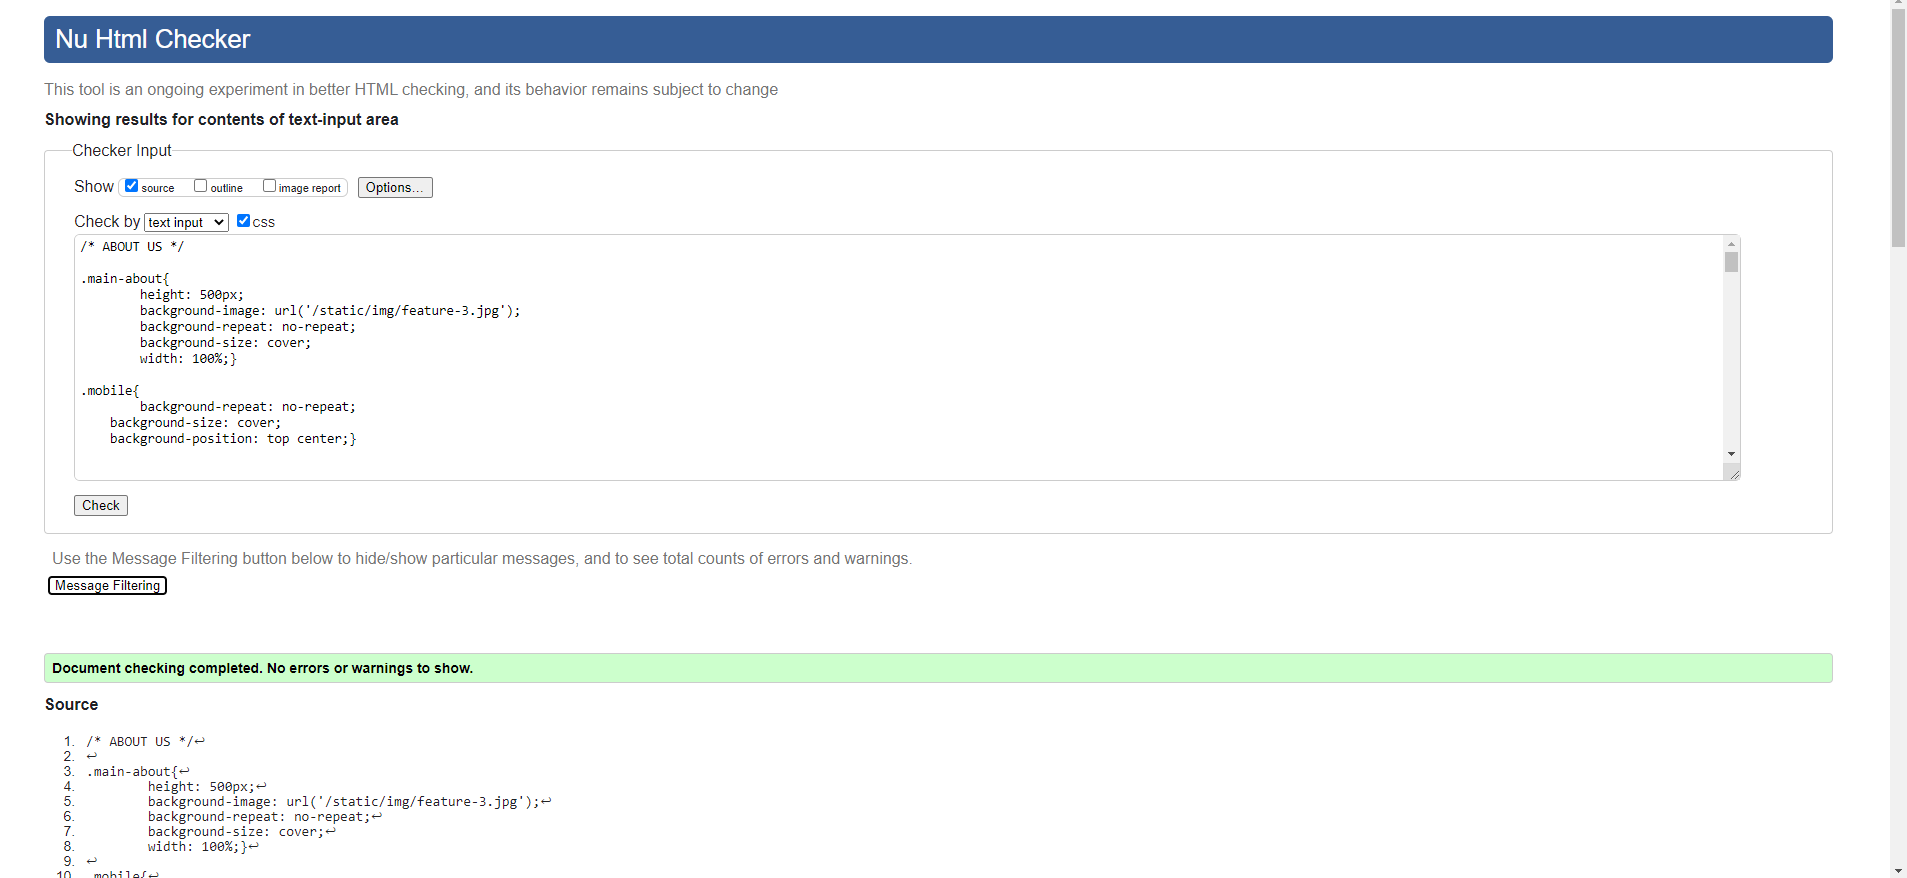 Nu Html Checker
This tool is an ongoing experiment in better HTML checking, and its behavior remains subject to change
Showing results for contents of text-input area
Checker Input
Show source outline image report Options...
Check by text input css
/* ABOUT US */
.main-about{
height: 500px;
background-image: url('/static/img/feature-3.jpg');
background-repeat: no-repeat;
background-size: cover;
width: 100%;}
.mobile{
background-repeat: no-repeat;
background-size: cover;
background-position: top center;}
Check
Use the Message Filtering button below to hide/show particular messages, and to see total counts of errors and warnings.
Message Filtering
Document checking completed. No errors or warnings to show.
Source
1. /* ABOUT US */↩
2. ↩
3. .main-about{↩
4. height: 500px;↩
5. background-image: url('/static/img/feature-3.jpg');↩
6. background-repeat: no-repeat;↩
7. background-size: cover;↩
8. width: 100%;}↩
9. ↩
10. .mobile{↩